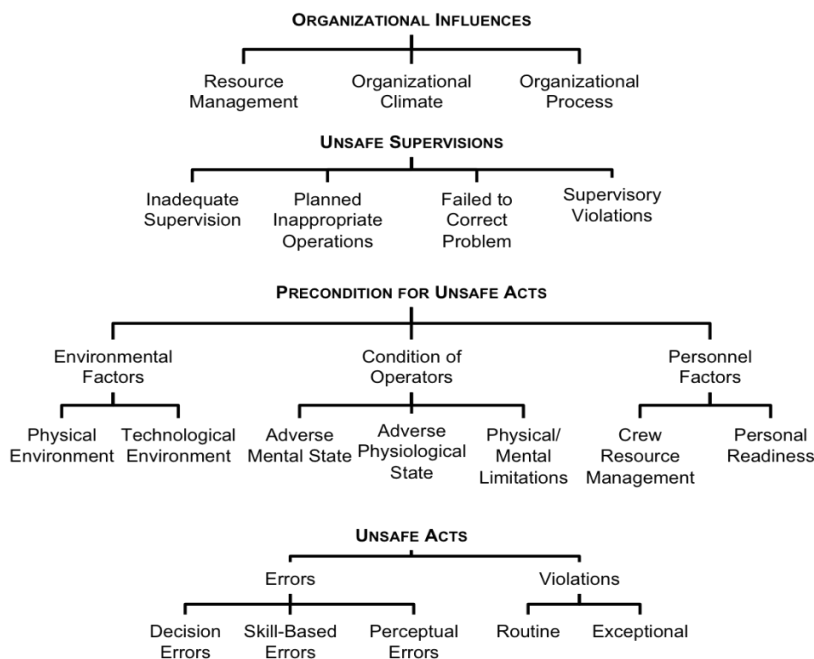 ORGANIZATIONAL INFLUENCES
Resource Management
Organizational Climate
Organizational Process
UNSAFE SUPERVISIONS
Inadequate Supervision
Planned Inappropriate Operations
Failed to Correct Problem
Supervisory Violations
PRECONDITION FOR UNSAFE ACTS
Environmental Factors
Condition of Operators
Personnel Factors
Physical Environment
Technological Environment
Adverse Mental State
Adverse Physiological State
Physical/ Mental Limitations
Crew Resource Management
Personal Readiness
UNSAFE ACTS
Errors
Violations
Decision Errors
Skill-Based Errors
Perceptual Errors
Routine
Exceptional